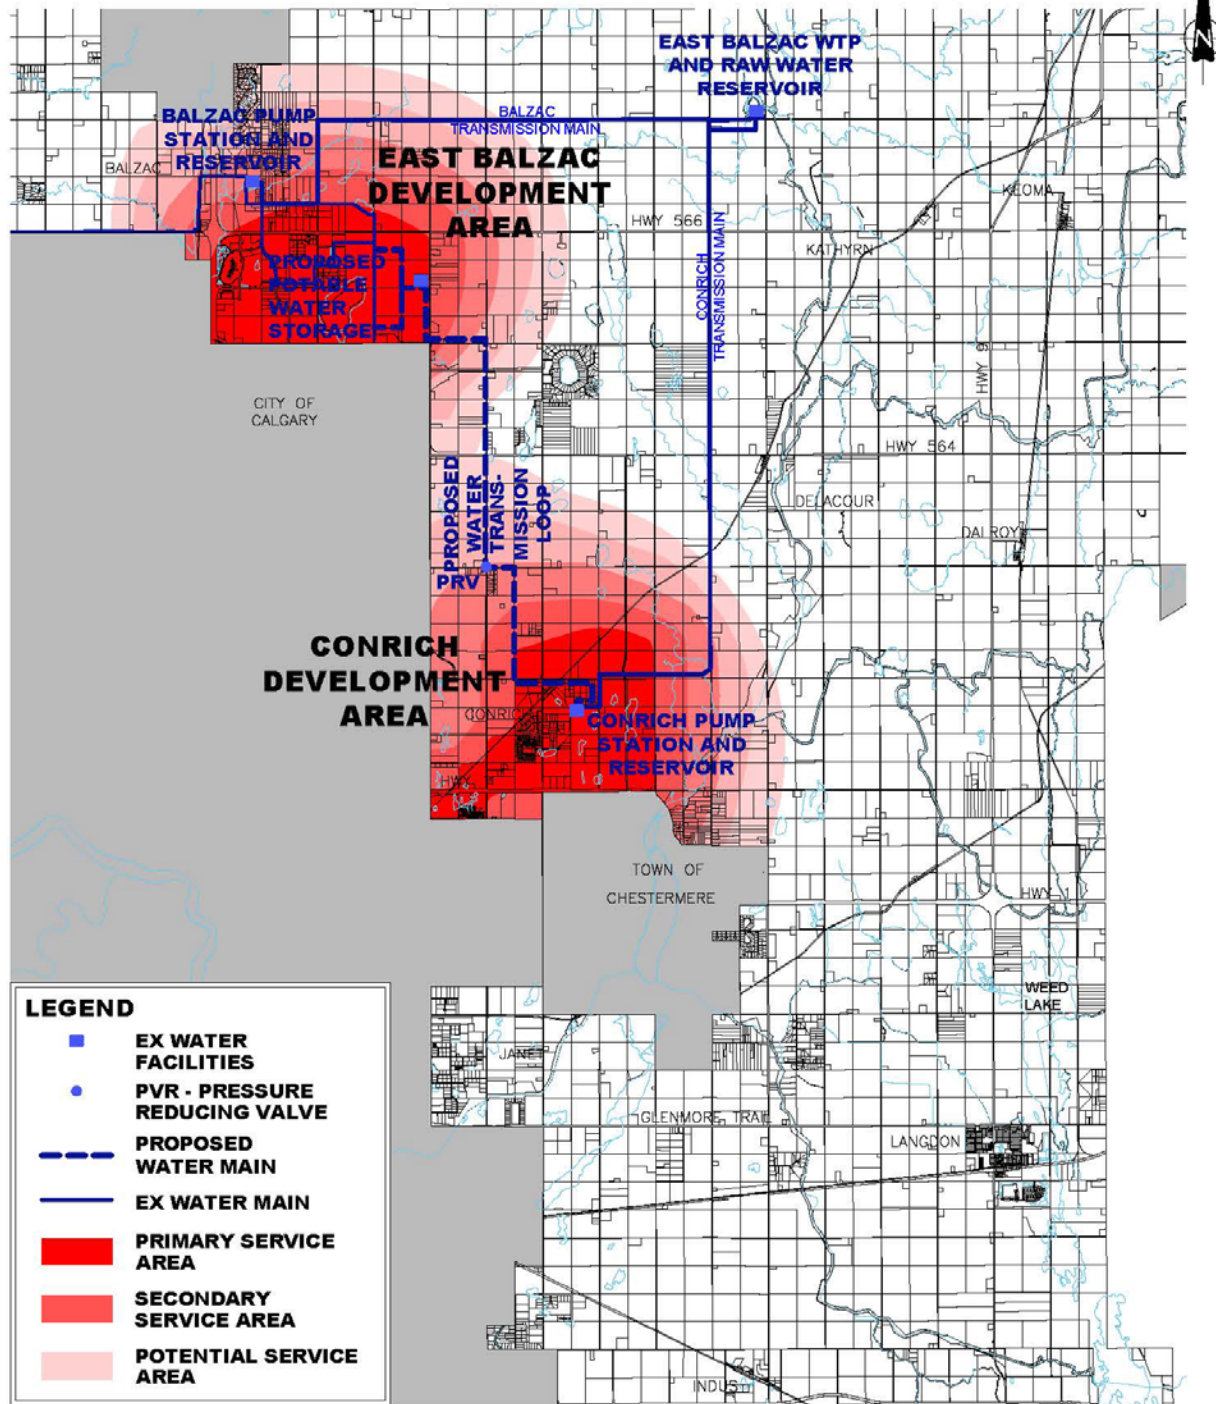 N
EAST BALZAC WTP
AND RAW WATER
RESERVOIR
BALZAC PUMP
STATION AND
RESERVOIR
BALZAC
TRANSMISSION MAIN
BALZAC
EAST BALZAC
DEVELOPMENT
AREA
KEOMA
HWY 566
KATHYRN
CONRICH
TRANSMISSION MAIN
PROPOSED
POTABLE
WATER
STORAGE
HWY 9
CITY OF
CALGARY
HWY 564
PROPOSED
WATER
TRANS-
MISSION
LOOP
DELACOUR
DALROY
PRV
CONRICH
DEVELOPMENT
AREA
CONRICH
CONRICH PUMP
STATION AND
RESERVOIR
HWY
TOWN OF
CHESTERMERE
HWY 1
WEED
LAKE
JANET
GLENMORE TRAIL
LANGDON
INDUS
LEGEND
EX WATER
FACILITIES
PVR - PRESSURE
REDUCING VALVE
PROPOSED
WATER MAIN
EX WATER MAIN
PRIMARY SERVICE
AREA
SECONDARY
SERVICE AREA
POTENTIAL SERVICE
AREA